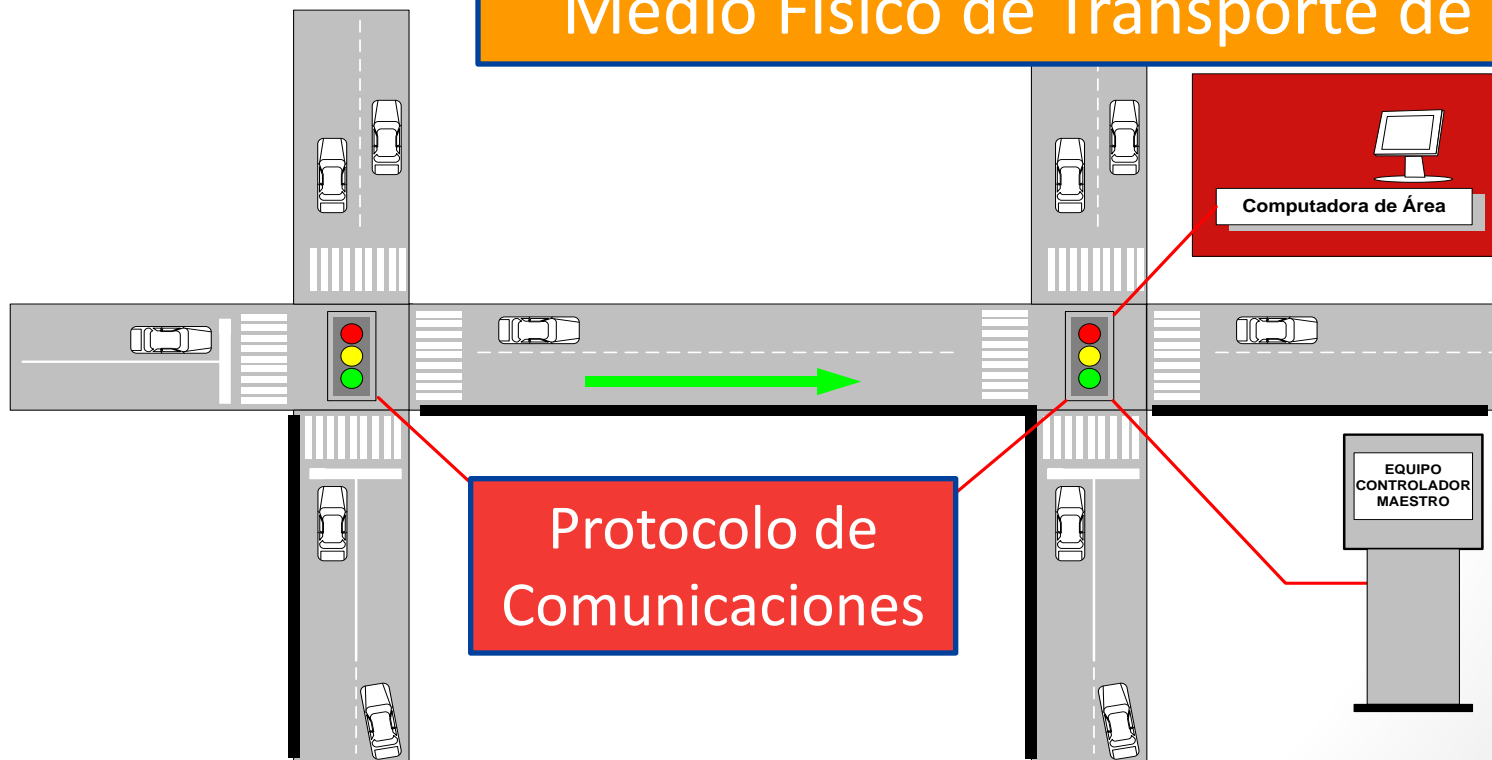 Medio Físico de Transporte de
Computadora de Área
EQUIPO
CONTROLADOR
MAESTRO
Protocolo de
Comunicaciones